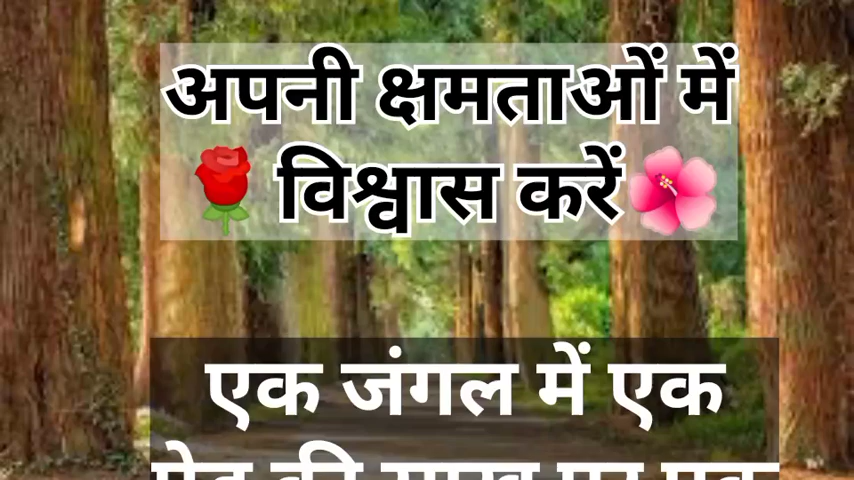 अपनी क्षमताओं में
🌹 विश्वास करें🌺
एक जंगल में एक